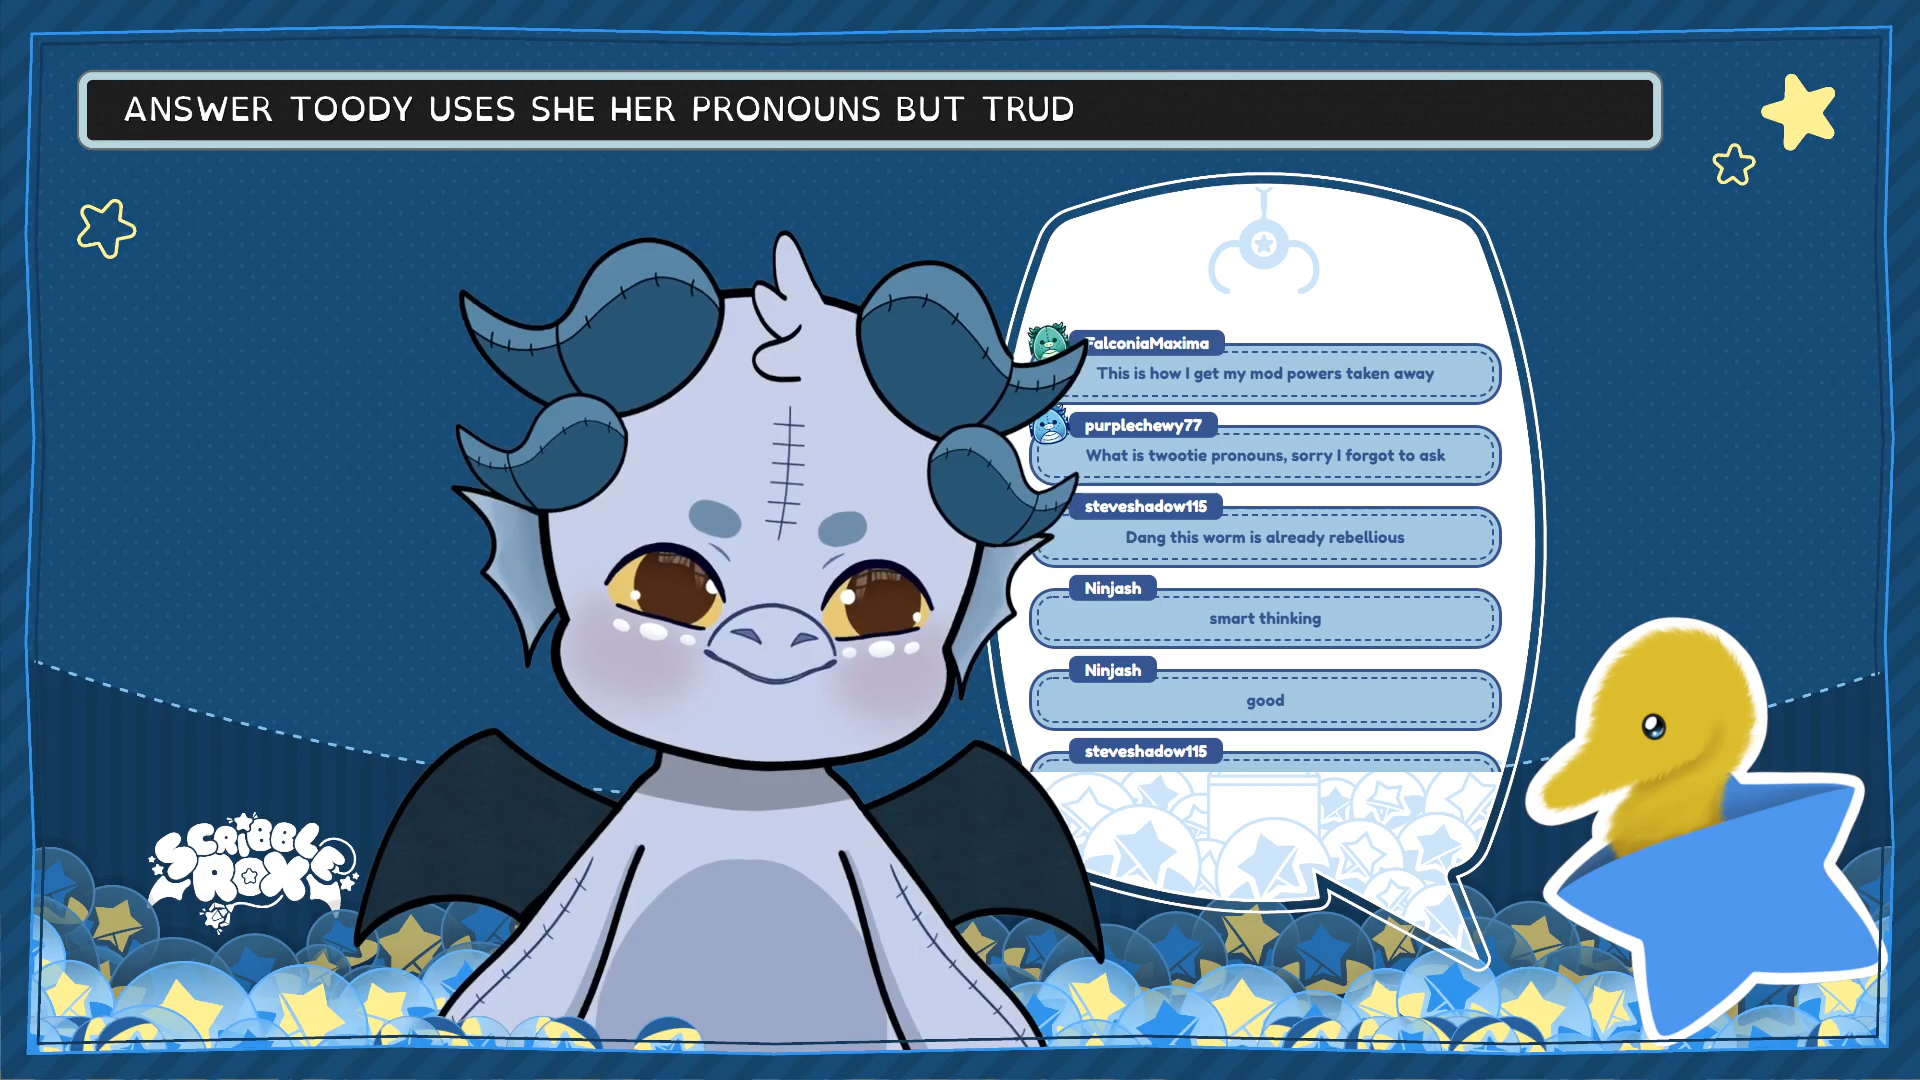 ANSWER TOODY USES SHE HER PRONOUNS BUT TRUD
FalconiaMaxima
This is how I get my mod powers taken away
purplechewy77
What is twootie pronouns, sorry I forgot to ask
steveshadow115
Dang this worm is already rebellious
Ninjash
smart thinking
Ninjash
good
steveshadow115
SCRIBBLE
ROXI